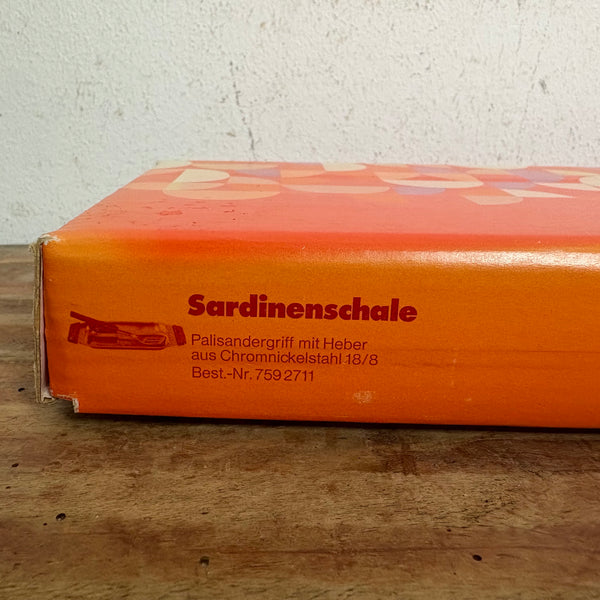 Sardinenschale
Palisandergriff mit Heber
aus Chromnickelstahl 18/8
Best.-Nr. 759 2711